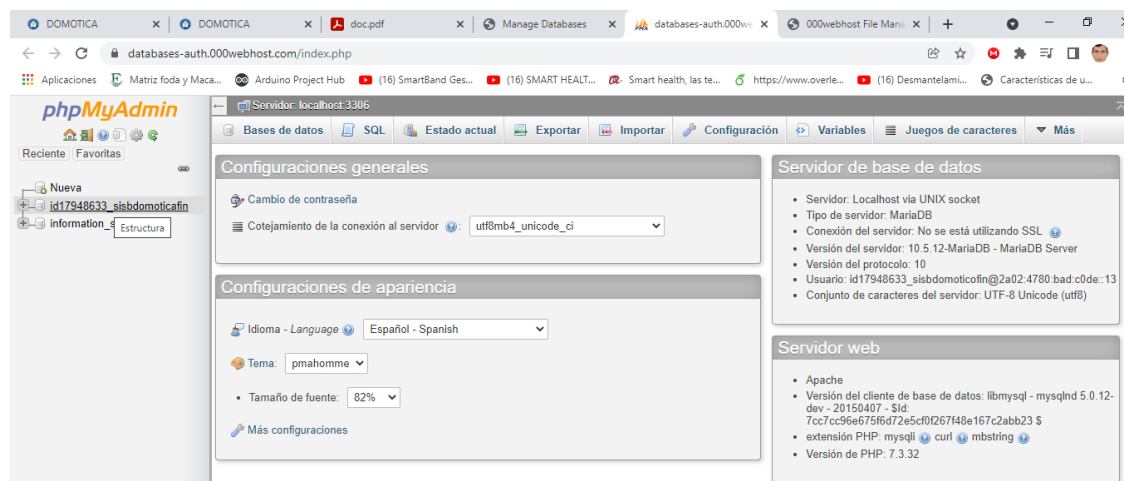 DOMOTICA
DOMOTICA
doc.pdf
Manage Databases
databases-auth.000we
000webhost File Mana
databases-auth.000webhost.com/index.php
Aplicaciones
Matriz foda y Maca...
Arduino Project Hub
(16) SmartBand Ges...
(16) SMART HEALT...
Smart health, las te...
https://www.overle...
(16) Desmantelami...
Características de u...
phpMyAdmin
Reciente Favoritas
Nueva
id17948633_sisbdomoticafin
information_s
Estructura
Servidor: localhost:3306
Bases de datos
SQL
Estado actual
Exportar
Importar
Configuración
Variables
Juegos de caracteres
Más
Configuraciones generales
Cambio de contraseña
Cotejamiento de la conexión al servidor : utf8mb4_unicode_ci
Configuraciones de apariencia
Idioma - Language Español - Spanish
Tema: pmahomme
• Tamaño de fuente: 82%
Más configuraciones
Servidor de base de datos
• Servidor: Localhost via UNIX socket
• Tipo de servidor: MariaDB
• Conexión del servidor: No se está utilizando SSL
• Versión del servidor: 10.5.12-MariaDB - MariaDB Server
• Versión del protocolo: 10
• Usuario: id17948633_sisbdomoticofin@2a02:4780:bad:c0de::13
• Conjunto de caracteres del servidor: UTF-8 Unicode (utf8)
Servidor web
• Apache
• Versión del cliente de base de datos: libmysql - mysqlnd 5.0.12-
dev - 20150407 - $Id:
7cc7cc96e675f6d72e5cf0f267f48e167c2abb23 $
• extensión PHP: mysqli curl mbstring
• Versión de PHP: 7.3.32